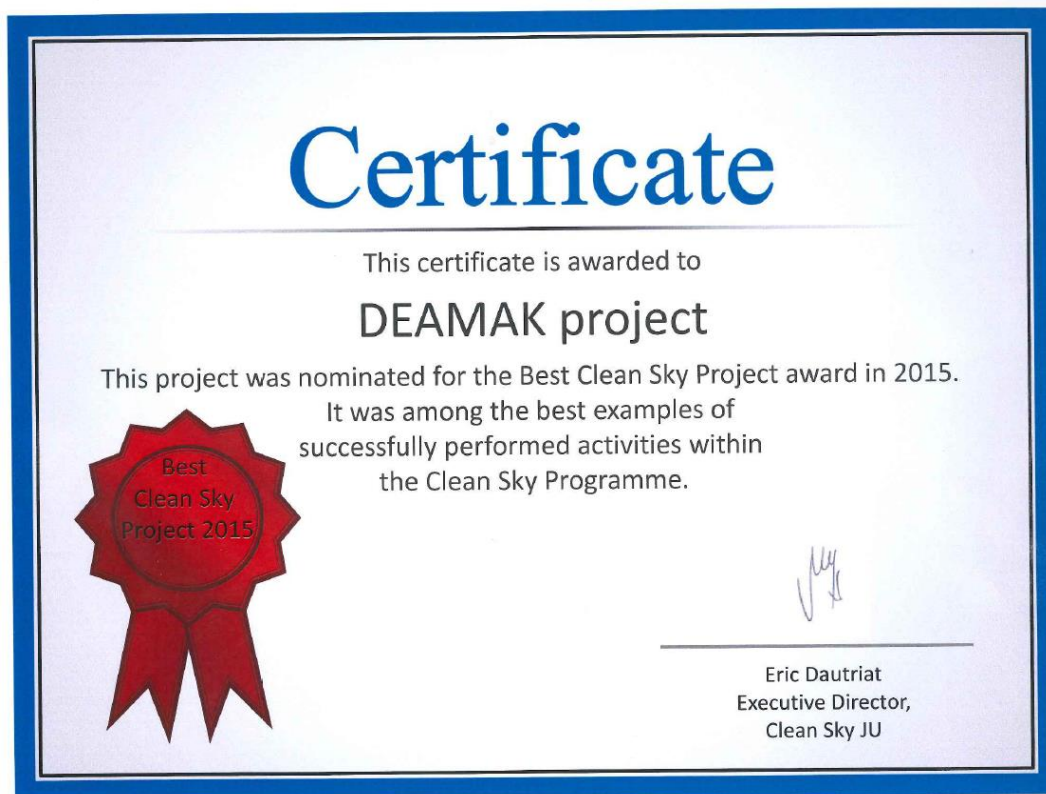 Certificate
This certificate is awarded to
DEAMAK project
This project was nominated for the Best Clean Sky Project award in 2015.
It was among the best examples of
successfully performed activities within
the Clean Sky Programme.
Best
Clean Sky
Project 2015
Eric Dautriat
Executive Director,
Clean Sky JU